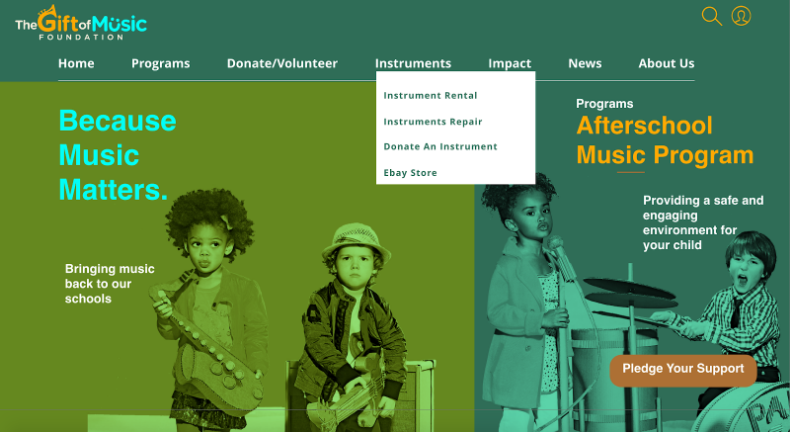 The Gift of Music
FOUNDATION
Home Programs Donate/Volunteer Instruments Impact News About Us
Instrument Rental
Instruments Repair
Donate An Instrument
Ebay Store
Because
Music
Matters.
Bringing music
back to our
schools
Programs
Afterschool
Music Program
Providing a safe and
engaging
environment for
your child
Pledge Your Support